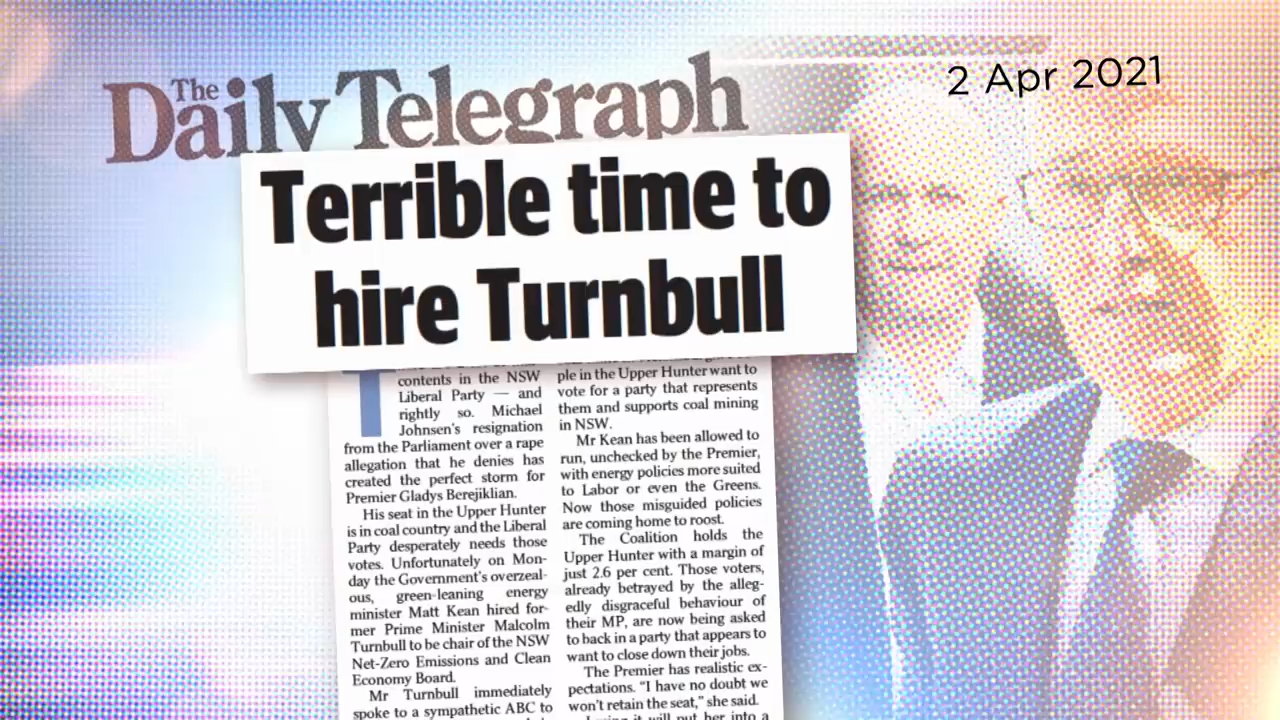 The
Daily Telegraph
2 Apr 2021
Terrible time to
hire Turnbull
T
contents in the NSW
Liberal Party — and
rightly so. Michael
Johnsen's resignation
from the Parliament over a rape
allegation that he denies has
created the perfect storm for
Premier Gladys Berejiklian.
His seat in the Upper Hunter
is in coal country and the Liberal
Party desperately needs those
votes. Unfortunately on Mon-
day the Government's overzeal-
ous, green-leaning energy
minister Matt Kean hired for-
mer Prime Minister Malcolm
Turnbull to be chair of the NSW
Net-Zero Emissions and Clean
Economy Board.
Mr Turnbull immediately
spoke to a sympathetic ABC to
ple in the Upper Hunter want to
vote for a party that represents
them and supports coal mining
in NSW.
Mr Kean has been allowed to
run, unchecked by the Premier,
with energy policies more suited
to Labor or even the Greens.
Now those misguided policies
are coming home to roost.
The Coalition holds the
Upper Hunter with a margin of
just 2.6 per cent. Those voters,
already betrayed by the alleg-
edly disgraceful behaviour of
their MP, are now being asked
to back in a party that appears to
want to close down their jobs.
The Premier has realistic ex-
pectations. "I have no doubt we
won't retain the seat," she said.
it will put her into a